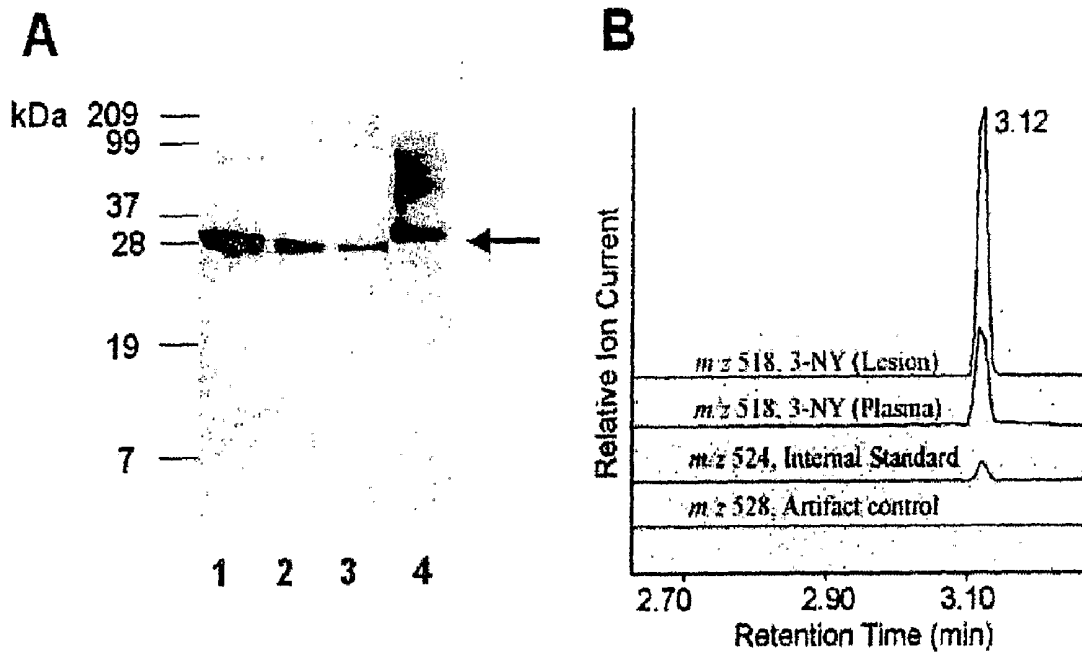 A
kDa 209
99
37
28
19
7
1 2 3 4
B
3.12
Relative Ion Current
m/z 518, 3-NY (Lesion)
m/z 518, 3-NY (Plasma)
m/z 524, Internal Standard
m/z 528, Artifact control
2.70 2.90 3.10
Retention Time (min)